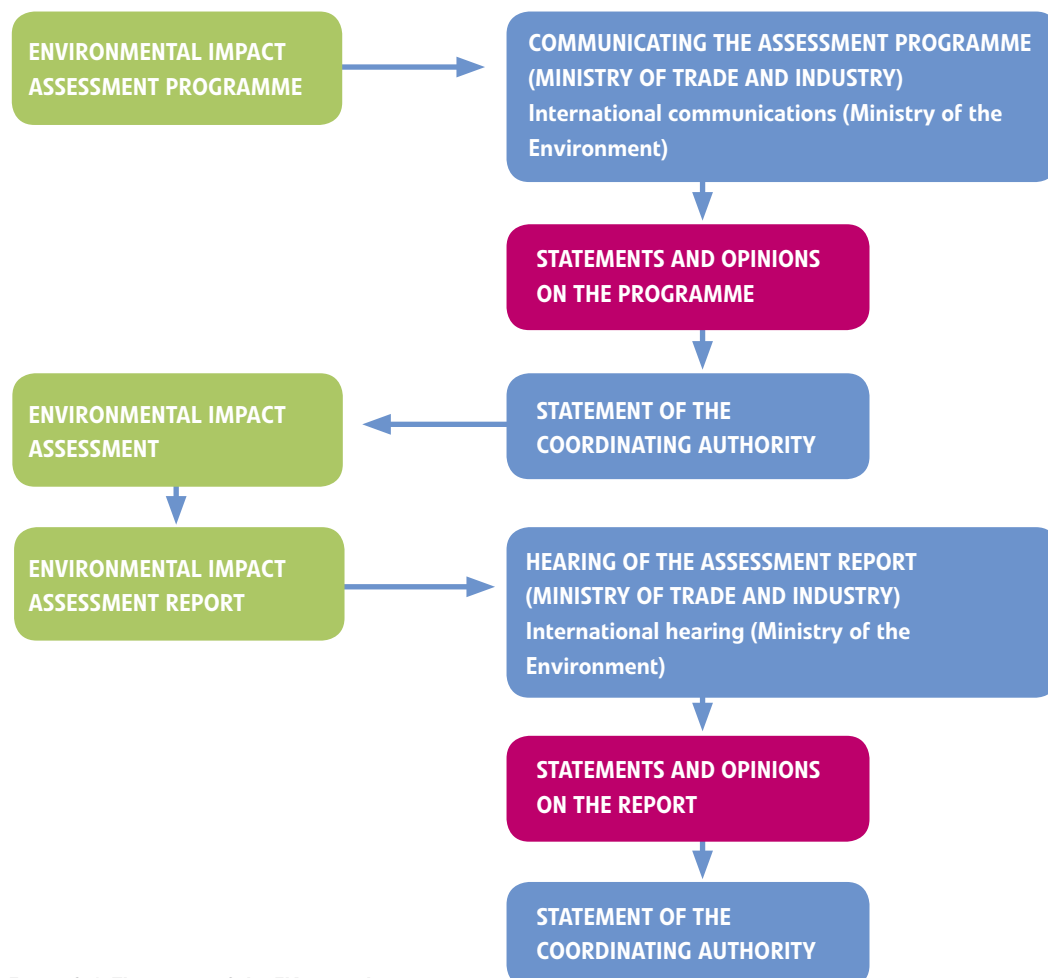 ENVIRONMENTAL IMPACT
ASSESSMENT PROGRAMME
COMMUNICATING THE ASSESSMENT PROGRAMME
(MINISTRY OF TRADE AND INDUSTRY)
International communications (Ministry of the
Environment)
STATEMENTS AND OPINIONS
ON THE PROGRAMME
STATEMENT OF THE
COORDINATING AUTHORITY
ENVIRONMENTAL IMPACT
ASSESSMENT
ENVIRONMENTAL IMPACT
ASSESSMENT REPORT
HEARING OF THE ASSESSMENT REPORT
(MINISTRY OF TRADE AND INDUSTRY)
International hearing (Ministry of the
Environment)
STATEMENTS AND OPINIONS
ON THE REPORT
STATEMENT OF THE
COORDINATING AUTHORITY